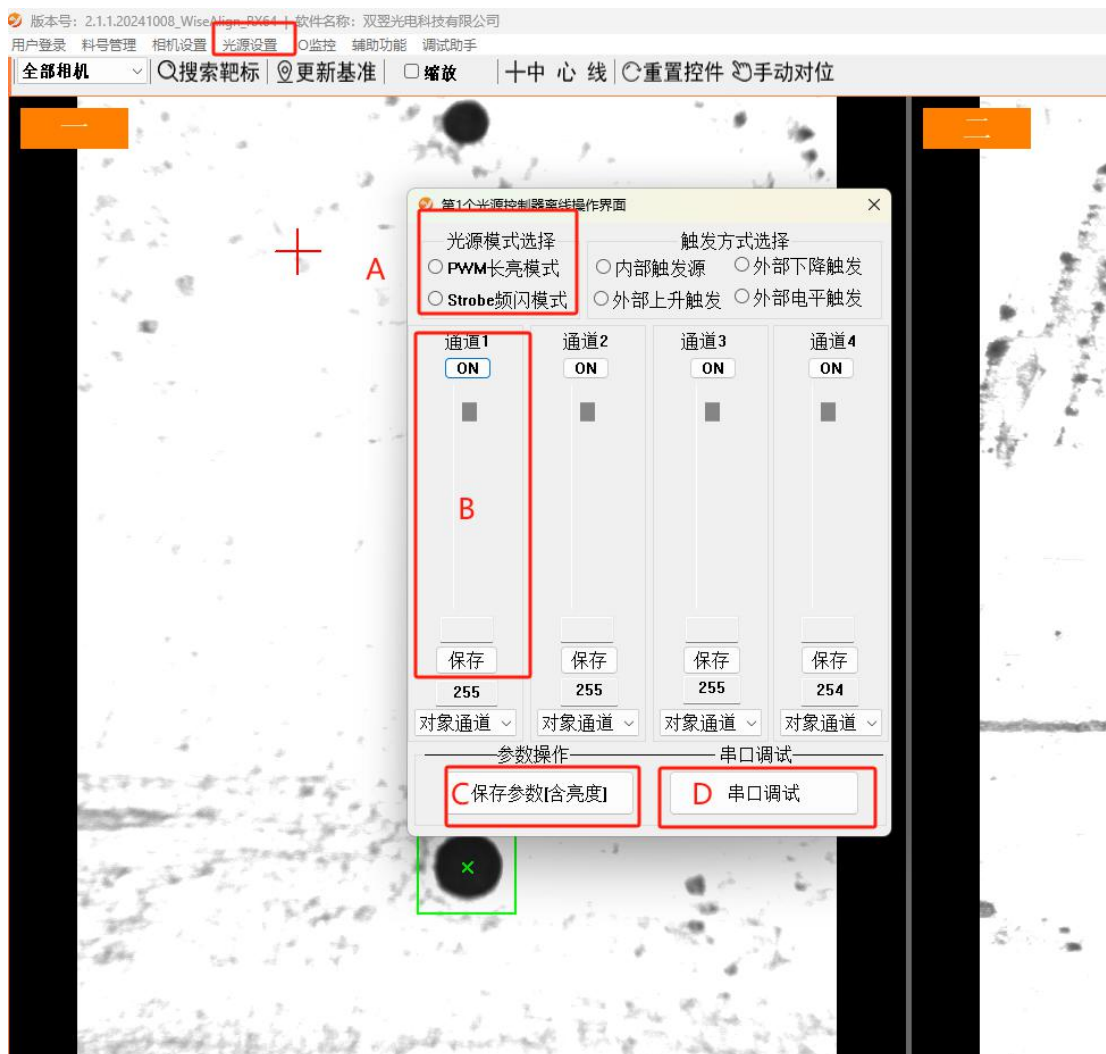 版本号: 2.1.1.20241008_WiseAlign_RX64 | 软件名称: 双翌光电科技有限公司
用户登录 料号管理 相机设置 光源设置 IO监控 辅助功能 调试助手
全部相机 搜索靶标 更新基准 缩放 中 心 线 重置控件 手动对位
一 二
第1个光源控制器离线操作界面
光源模式选择 触发方式选择
A PWM长亮模式 内部触发源 外部下降触发
Strobe频闪模式 外部上升触发 外部电平触发
通道1 通道2 通道3 通道4
ON ON ON ON
B
保存 保存 保存 保存
255 255 255 254
对象通道 对象通道 对象通道 对象通道
参数操作 串口调试
C 保存参数[含亮度] D 串口调试